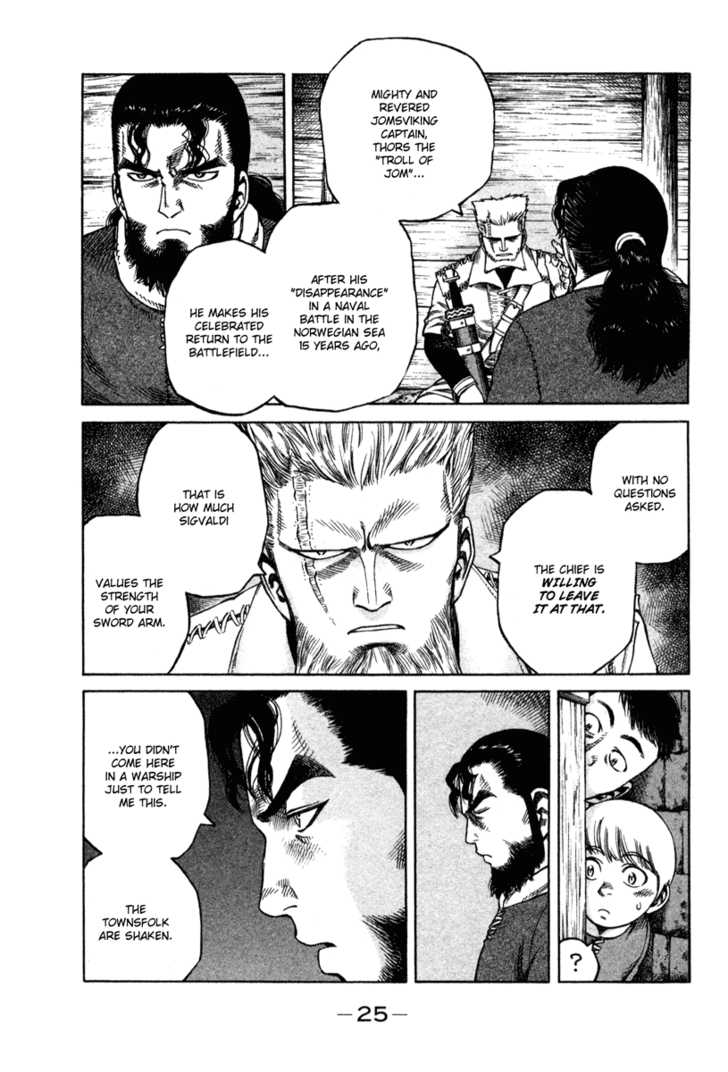 MIGHTY AND
REVERED
JOMSVIKING
CAPTAIN,
THORS THE
"TROLL OF
JOM"...
AFTER HIS
"DISAPPEARANCE"
IN A NAVAL
BATTLE IN THE
NORWEGIAN SEA
15 YEARS AGO,
HE MAKES HIS
CELEBRATED
RETURN TO THE
BATTLEFIELD...
WITH NO
QUESTIONS
ASKED.
THE CHIEF IS
WILLING
TO LEAVE
IT AT THAT.
THAT IS
HOW MUCH
SIGVALDI
VALUES THE
STRENGTH
OF YOUR
SWORD ARM.
?
...YOU DIDN'T
COME HERE
IN A WARSHIP
JUST TO TELL
ME THIS.
THE
TOWNSFOLK
ARE SHAKEN.
—25—